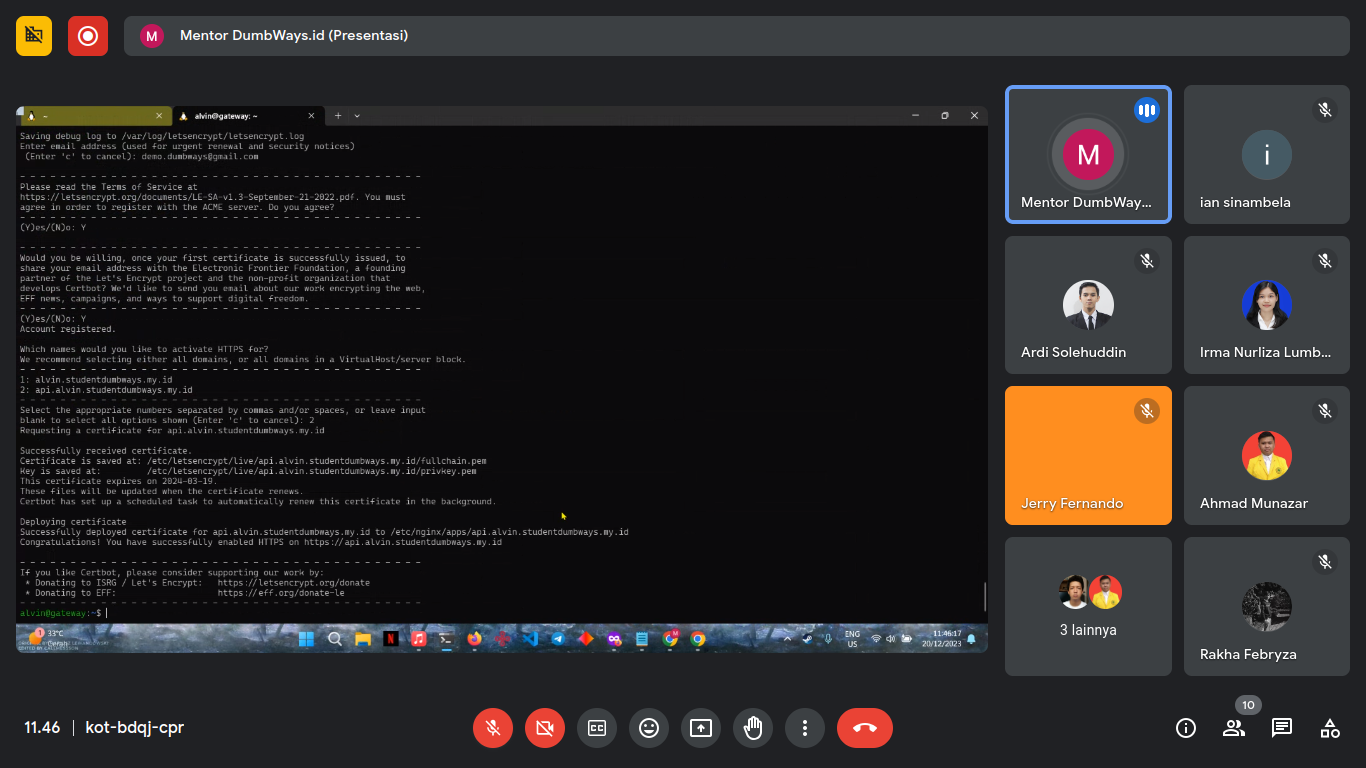 M
Mentor DumbWays.id (Presentasi)
~
alvin@gateway: ~
Saving debug log to /var/log/letsencrypt/letsencrypt.log
Enter email address (used for urgent renewal and security notices)
(Enter 'c' to cancel): demo.dumbways@gmail.com
- - - - - - - - - - - - - - - - - - - - - - - - - - - - - - - - - - - - - - - -
Please read the Terms of Service at
https://letsencrypt.org/documents/LE-SA-v1.3-September-21-2022.pdf. You must
agree in order to register with the ACME server. Do you agree?
- - - - - - - - - - - - - - - - - - - - - - - - - - - - - - - - - - - - - - - -
(Y)es/(N)o: Y
- - - - - - - - - - - - - - - - - - - - - - - - - - - - - - - - - - - - - - - -
Would you be willing, once your first certificate is successfully issued, to
share your email address with the Electronic Frontier Foundation, a founding
partner of the Let's Encrypt project and the non-profit organization that
develops Certbot? We'd like to send you email about our work encrypting the web,
EFF news, campaigns, and ways to support digital freedom.
- - - - - - - - - - - - - - - - - - - - - - - - - - - - - - - - - - - - - - - -
(Y)es/(N)o: Y
Account registered.
Which names would you like to activate HTTPS for?
We recommend selecting either all domains, or all domains in a VirtualHost/server block.
- - - - - - - - - - - - - - - - - - - - - - - - - - - - - - - - - - - - - - - -
1: alvin.studentdumbways.my.id
2: api.alvin.studentdumbways.my.id
- - - - - - - - - - - - - - - - - - - - - - - - - - - - - - - - - - - - - - - -
Select the appropriate numbers separated by commas and/or spaces, or leave input
blank to select all options shown (Enter 'c' to cancel): 2
Requesting a certificate for api.alvin.studentdumbways.my.id
Successfully received certificate.
Certificate is saved at: /etc/letsencrypt/live/api.alvin.studentdumbways.my.id/fullchain.pem
Key is saved at: /etc/letsencrypt/live/api.alvin.studentdumbways.my.id/privkey.pem
This certificate expires on 2024-03-19.
These files will be updated when the certificate renews.
Certbot has set up a scheduled task to automatically renew this certificate in the background.
Deploying certificate
Successfully deployed certificate for api.alvin.studentdumbways.my.id to /etc/nginx/apps/api.alvin.studentdumbways.my.id
Congratulations! You have successfully enabled HTTPS on https://api.alvin.studentdumbways.my.id
- - - - - - - - - - - - - - - - - - - - - - - - - - - - - - - - - - - - - - - -
If you like Certbot, please consider supporting our work by:
* Donating to ISRG / Let's Encrypt: https://letsencrypt.org/donate
* Donating to EFF: https://eff.org/donate-le
- - - - - - - - - - - - - - - - - - - - - - - - - - - - - - - - - - - - - - - -
alvin@gateway:~$
1
33°C
N
M
ENG
US
11:46:17
20/12/2023
M
Mentor DumbWay...
i
ian sinambela
Ardi Solehuddin
Irma Nurliza Lumb...
Jerry Fernando
Ahmad Munazar
3 lainnya
Rakha Febryza
11.46 | kot-bdqj-cpr
CC
10